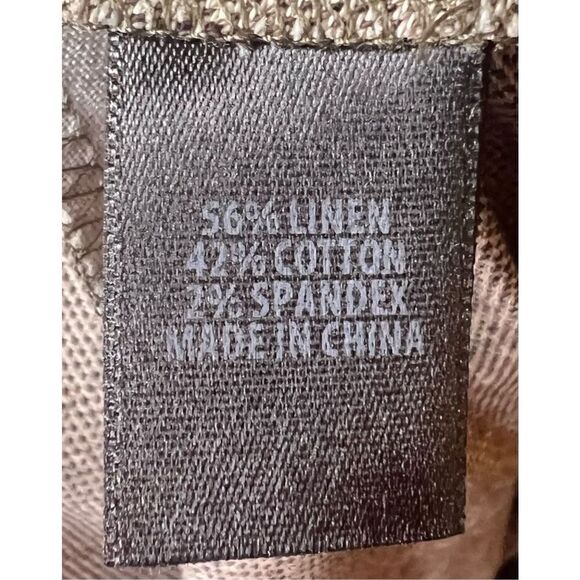 56% LINEN
42% COTTON
2% SPANDEX
MADE IN CHINA